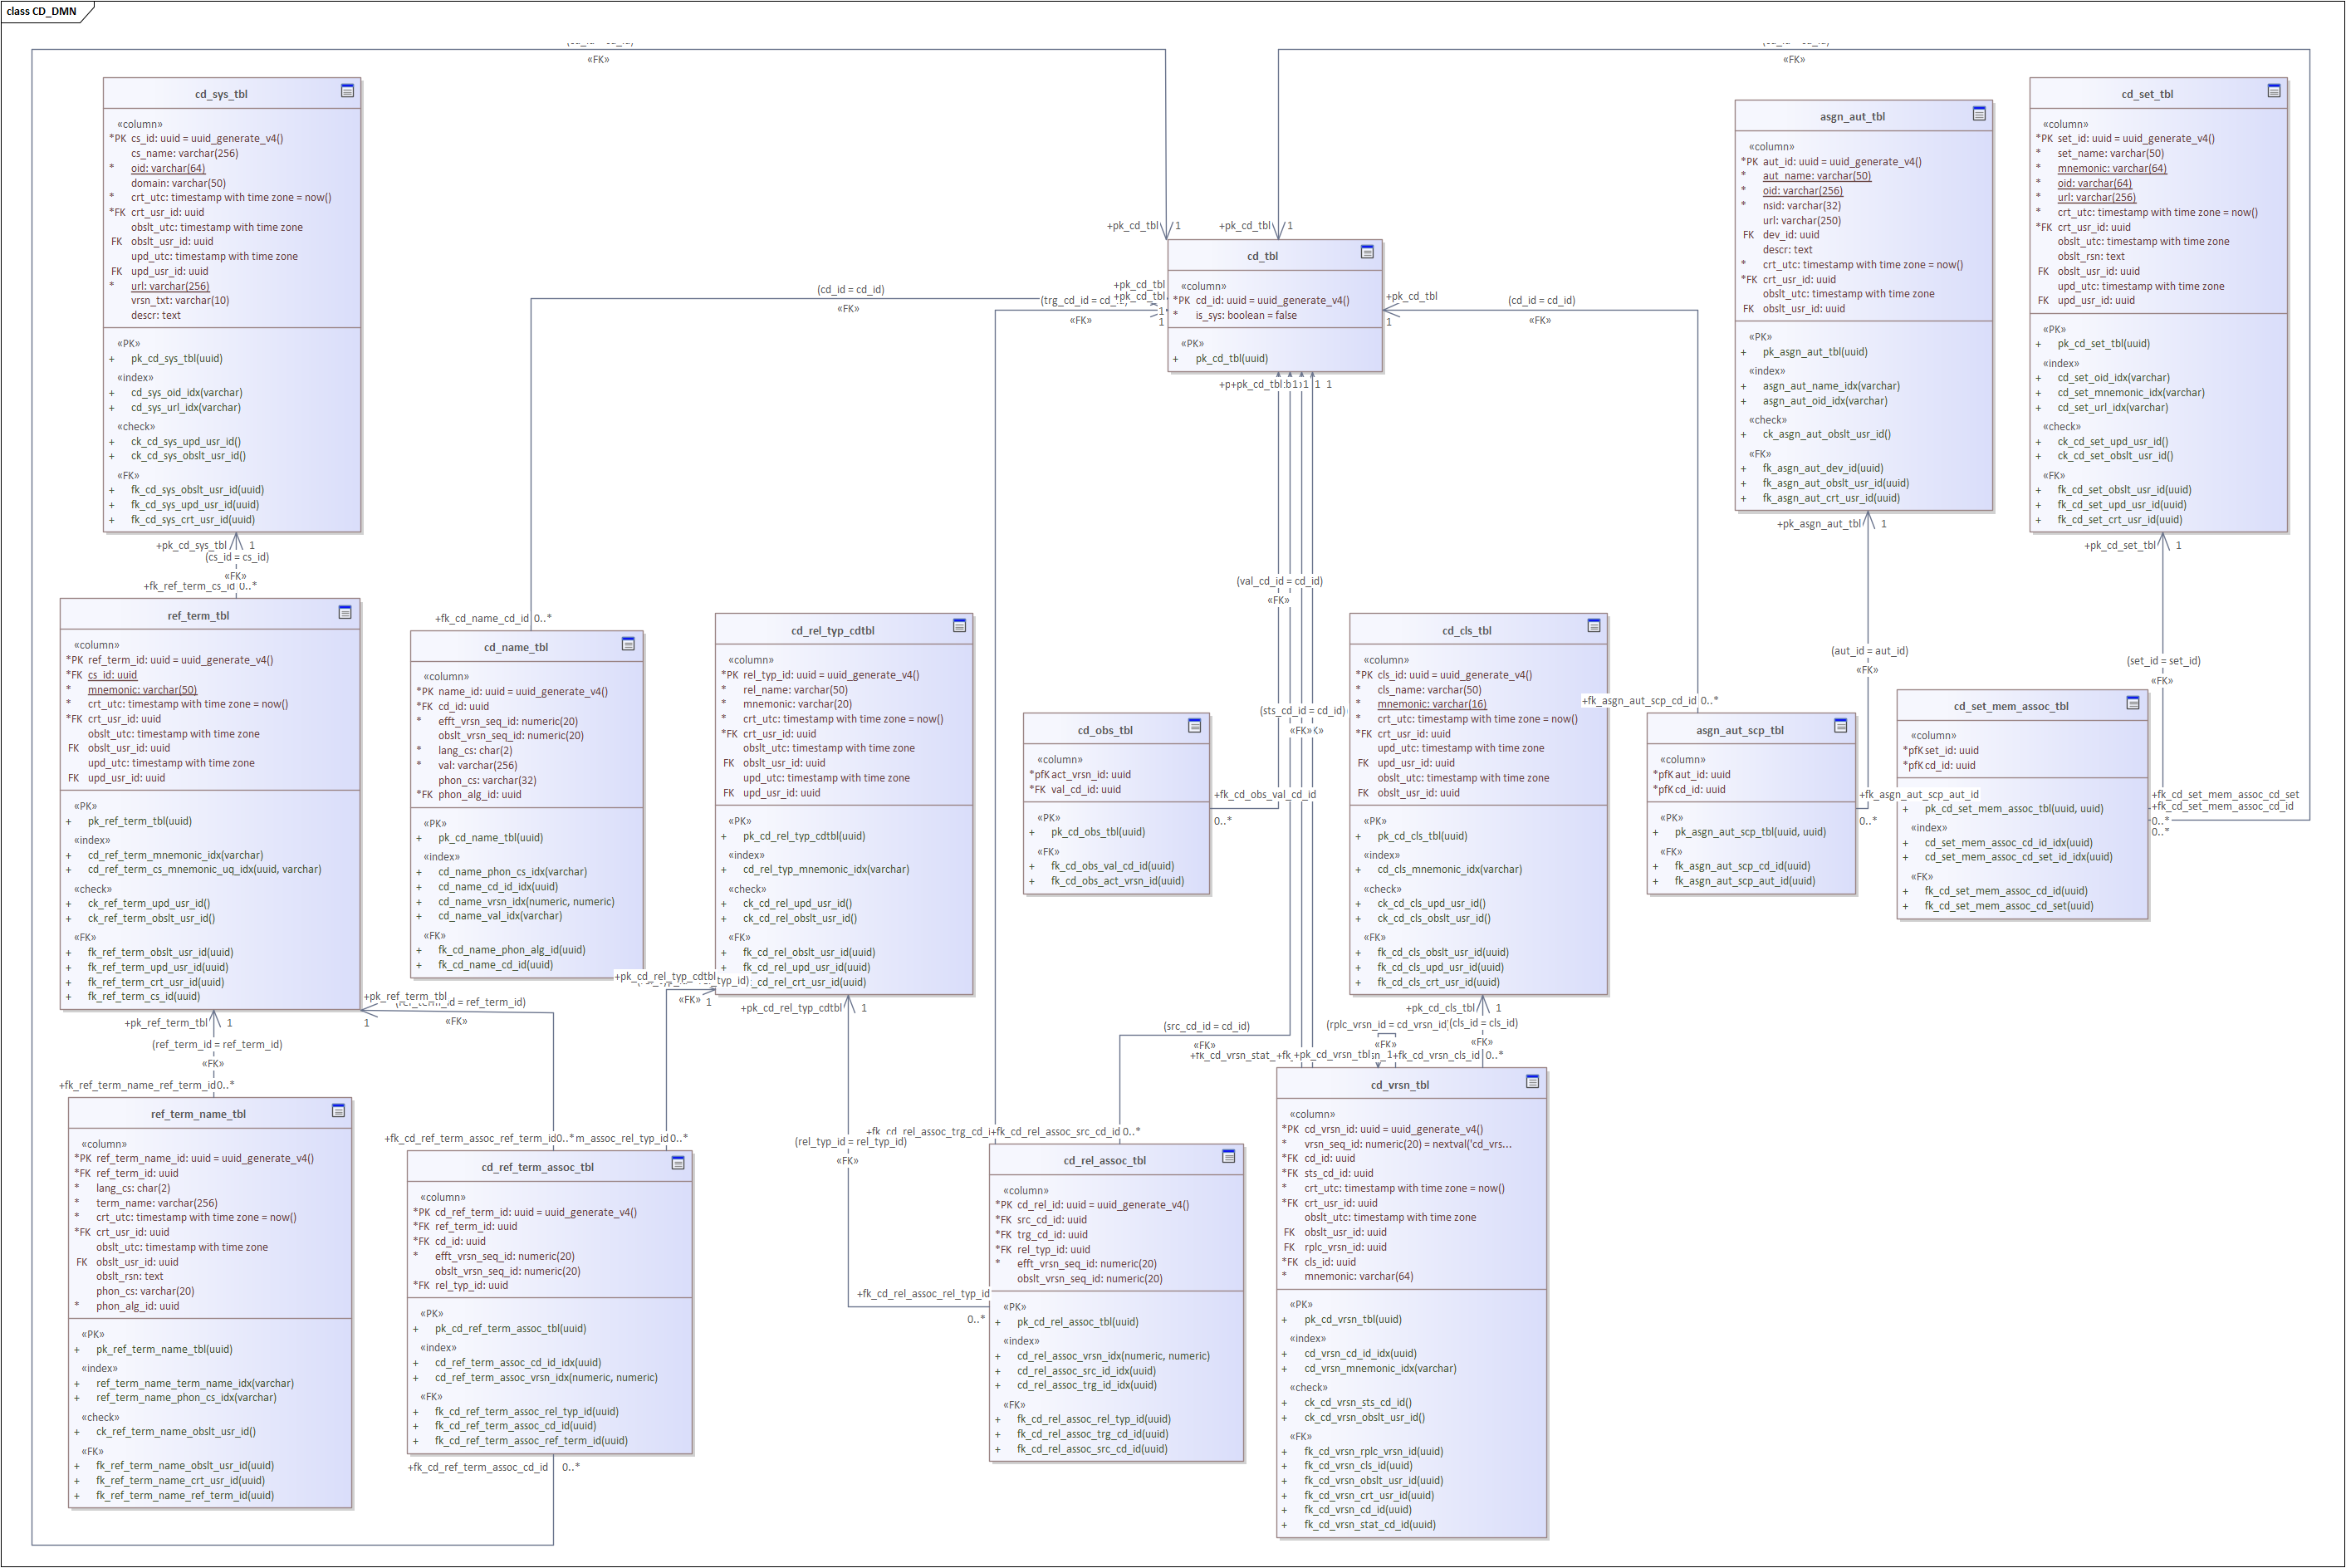 class CD_DMN
«FK»
«FK»
cd_sys_tbl
«column»
*PK cs_id: uuid = uuid_generate_v4()
cs_name: varchar(256)
* oid: varchar(64)
domain: varchar(50)
* crt_utc: timestamp with time zone = now()
*FK crt_usr_id: uuid
obslt_utc: timestamp with time zone
FK obslt_usr_id: uuid
upd_utc: timestamp with time zone
FK upd_usr_id: uuid
* url: varchar(256)
vrsn_txt: varchar(10)
descr: text
«PK»
+ pk_cd_sys_tbl(uuid)
«index»
+ cd_sys_oid_idx(varchar)
+ cd_sys_url_idx(varchar)
«check»
+ ck_cd_sys_upd_usr_id()
+ ck_cd_sys_obslt_usr_id()
«FK»
+ fk_cd_sys_obslt_usr_id(uuid)
+ fk_cd_sys_upd_usr_id(uuid)
+ fk_cd_sys_crt_usr_id(uuid)
+pk_cd_sys_tbl 1
(cs_id = cs_id)
«FK»
+fk_ref_term_cs_id 0..*
asgn_aut_tbl
«column»
*PK aut_id: uuid = uuid_generate_v4()
* aut_name: varchar(50)
* oid: varchar(256)
* nsid: varchar(32)
url: varchar(250)
FK dev_id: uuid
descr: text
* crt_utc: timestamp with time zone = now()
*FK crt_usr_id: uuid
obslt_utc: timestamp with time zone
FK obslt_usr_id: uuid
«PK»
+ pk_asgn_aut_tbl(uuid)
«index»
+ asgn_aut_name_idx(varchar)
+ asgn_aut_oid_idx(varchar)
«check»
+ ck_asgn_aut_obslt_usr_id()
«FK»
+ fk_asgn_aut_dev_id(uuid)
+ fk_asgn_aut_obslt_usr_id(uuid)
+ fk_asgn_aut_crt_usr_id(uuid)
+pk_asgn_aut_tbl 1
cd_set_tbl
«column»
*PK set_id: uuid = uuid_generate_v4()
* set_name: varchar(50)
* mnemonic: varchar(64)
* oid: varchar(64)
* url: varchar(256)
* crt_utc: timestamp with time zone = now()
*FK crt_usr_id: uuid
obslt_utc: timestamp with time zone
obslt_rsn: text
FK obslt_usr_id: uuid
upd_utc: timestamp with time zone
FK upd_usr_id: uuid
«PK»
+ pk_cd_set_tbl(uuid)
«index»
+ cd_set_oid_idx(varchar)
+ cd_set_mnemonic_idx(varchar)
+ cd_set_url_idx(varchar)
«check»
+ ck_cd_set_upd_usr_id()
+ ck_cd_set_obslt_usr_id()
«FK»
+ fk_cd_set_obslt_usr_id(uuid)
+ fk_cd_set_upd_usr_id(uuid)
+ fk_cd_set_crt_usr_id(uuid)
+pk_cd_set_tbl 1
+pk_cd_tbl 1
+pk_cd_tbl 1
cd_tbl
«column»
*PK cd_id: uuid = uuid_generate_v4()
* is_sys: boolean = false
«PK»
+ pk_cd_tbl(uuid)
+pk_cd_tbl
+pk_cd_tbl
1
1
(cd_id = cd_id)
«FK»
(trg_cd_id = cd_
«FK»
+pk_cd_tbl
1
(cd_id = cd_id)
«FK»
+pk_cd_tbl
1 1 1 1
(val_cd_id = cd_id)
«FK»
(sts_cd_id = cd_id)
«FK»
ref_term_tbl
«column»
*PK ref_term_id: uuid = uuid_generate_v4()
*FK cs_id: uuid
* mnemonic: varchar(50)
* crt_utc: timestamp with time zone = now()
*FK crt_usr_id: uuid
obslt_utc: timestamp with time zone
FK obslt_usr_id: uuid
upd_utc: timestamp with time zone
FK upd_usr_id: uuid
«PK»
+ pk_ref_term_tbl(uuid)
«index»
+ cd_ref_term_mnemonic_idx(varchar)
+ cd_ref_term_cs_mnemonic_uq_idx(uuid, varchar)
«check»
+ ck_ref_term_upd_usr_id()
+ ck_ref_term_obslt_usr_id()
«FK»
+ fk_ref_term_obslt_usr_id(uuid)
+ fk_ref_term_upd_usr_id(uuid)
+ fk_ref_term_crt_usr_id(uuid)
+ fk_ref_term_cs_id(uuid)
+fk_cd_name_cd_id 0..*
cd_name_tbl
«column»
*PK name_id: uuid = uuid_generate_v4()
*FK cd_id: uuid
* efft_vrsn_seq_id: numeric(20)
obslt_vrsn_seq_id: numeric(20)
* lang_cs: char(2)
* val: varchar(256)
phon_cs: varchar(32)
*FK phon_alg_id: uuid
«PK»
+ pk_cd_name_tbl(uuid)
«index»
+ cd_name_phon_cs_idx(varchar)
+ cd_name_cd_id_idx(uuid)
+ cd_name_vrsn_idx(numeric, numeric)
+ cd_name_val_idx(varchar)
«FK»
+ fk_cd_name_phon_alg_id(uuid)
+ fk_cd_name_cd_id(uuid)
cd_rel_typ_cdtbl
«column»
*PK rel_typ_id: uuid = uuid_generate_v4()
* rel_name: varchar(50)
* mnemonic: varchar(20)
* crt_utc: timestamp with time zone = now()
*FK crt_usr_id: uuid
obslt_utc: timestamp with time zone
FK obslt_usr_id: uuid
upd_utc: timestamp with time zone
FK upd_usr_id: uuid
«PK»
+ pk_cd_rel_typ_cdtbl(uuid)
«index»
+ cd_rel_typ_mnemonic_idx(varchar)
«check»
+ ck_cd_rel_upd_usr_id()
+ ck_cd_rel_obslt_usr_id()
«FK»
+ fk_cd_rel_obslt_usr_id(uuid)
+ fk_cd_rel_upd_usr_id(uuid)
+ fk_cd_rel_crt_usr_id(uuid)
+pk_cd_rel_typ_cdtbl
typ_id)
«FK» 1
+pk_cd_rel_typ_cdtbl 1
cd_obs_tbl
«column»
*pfK act_vrsn_id: uuid
*FK val_cd_id: uuid
«PK»
+ pk_cd_obs_tbl(uuid)
«FK»
+ fk_cd_obs_val_cd_id(uuid)
+ fk_cd_obs_act_vrsn_id(uuid)
+fk_cd_obs_val_cd_id
0..*
cd_cls_tbl
«column»
*PK cls_id: uuid = uuid_generate_v4()
* cls_name: varchar(50)
* mnemonic: varchar(16)
* crt_utc: timestamp with time zone = now()
*FK crt_usr_id: uuid
upd_utc: timestamp with time zone
FK upd_usr_id: uuid
obslt_utc: timestamp with time zone
FK obslt_usr_id: uuid
«PK»
+ pk_cd_cls_tbl(uuid)
«index»
+ cd_cls_mnemonic_idx(varchar)
«check»
+ ck_cd_cls_upd_usr_id()
+ ck_cd_cls_obslt_usr_id()
«FK»
+ fk_cd_cls_obslt_usr_id(uuid)
+ fk_cd_cls_upd_usr_id(uuid)
+ fk_cd_cls_crt_usr_id(uuid)
+pk_cd_cls_tbl 1
(rplc_vrsn_id = cd_vrsn_id)
(cls_id = cls_id)
«FK»
«FK»
+fk_cd_asgn_aut_scp_cd_id 0..*
asgn_aut_scp_tbl
«column»
*pfK aut_id: uuid
*pfK cd_id: uuid
«PK»
+ pk_asgn_aut_scp_tbl(uuid, uuid)
«FK»
+ fk_asgn_aut_scp_cd_id(uuid)
+ fk_asgn_aut_scp_aut_id(uuid)
(aut_id = aut_id)
«FK»
+fk_asgn_aut_scp_aut_id
0..*
(set_id = set_id)
«FK»
cd_set_mem_assoc_tbl
«column»
*pfK set_id: uuid
*pfK cd_id: uuid
+ pk_cd_set_mem_assoc_tbl(uuid, uuid)
«index»
+ cd_set_mem_assoc_cd_id_idx(uuid)
+ cd_set_mem_assoc_cd_set_id_idx(uuid)
«FK»
+ fk_cd_set_mem_assoc_cd_id(uuid)
+ fk_cd_set_mem_assoc_cd_set(uuid)
+fk_cd_set_mem_assoc_cd_set
+fk_cd_set_mem_assoc_cd_id
0..*
0..*
+pk_ref_term_tbl
_id = ref_term_id)
1
«FK»
+pk_ref_term_tbl 1
(ref_term_id = ref_term_id)
«FK»
+fk_ref_term_name_ref_term_id 0..*
ref_term_name_tbl
«column»
*PK ref_term_name_id: uuid = uuid_generate_v4()
*FK ref_term_id: uuid
* lang_cs: char(2)
* term_name: varchar(256)
* crt_utc: timestamp with time zone = now()
*FK crt_usr_id: uuid
obslt_utc: timestamp with time zone
FK obslt_usr_id: uuid
obslt_rsn: text
phon_cs: varchar(20)
* phon_alg_id: uuid
«PK»
+ pk_ref_term_name_tbl(uuid)
«index»
+ ref_term_name_term_name_idx(varchar)
+ ref_term_name_phon_cs_idx(varchar)
«check»
+ ck_ref_term_name_obslt_usr_id()
«FK»
+ fk_ref_term_name_obslt_usr_id(uuid)
+ fk_ref_term_name_crt_usr_id(uuid)
+ fk_ref_term_name_ref_term_id(uuid)
+fk_cd_ref_term_assoc_ref_term_id 0..*
m_assoc_rel_typ_id 0..*
cd_ref_term_assoc_tbl
«column»
*PK cd_ref_term_id: uuid = uuid_generate_v4()
*FK ref_term_id: uuid
*FK cd_id: uuid
* efft_vrsn_seq_id: numeric(20)
obslt_vrsn_seq_id: numeric(20)
*FK rel_typ_id: uuid
«PK»
+ pk_cd_ref_term_assoc_tbl(uuid)
«index»
+ cd_ref_term_assoc_cd_id_idx(uuid)
+ cd_ref_term_assoc_vrsn_idx(numeric, numeric)
«FK»
+ fk_cd_ref_term_assoc_rel_typ_id(uuid)
+ fk_cd_ref_term_assoc_cd_id(uuid)
+ fk_cd_ref_term_assoc_ref_term_id(uuid)
+fk_cd_ref_term_assoc_cd_id 0..*
(rel_typ_id = rel_typ_id)
«FK»
+fk_cd_rel_assoc_rel_typ_id
0..*
(src_cd_id = cd_id)
«FK»
+fk_cd_rel_assoc_trg_cd_i
+fk_cd_rel_assoc_src_cd_id 0..*
cd_rel_assoc_tbl
«column»
*PK cd_rel_id: uuid = uuid_generate_v4()
*FK src_cd_id: uuid
*FK trg_cd_id: uuid
*FK rel_typ_id: uuid
* efft_vrsn_seq_id: numeric(20)
obslt_vrsn_seq_id: numeric(20)
«PK»
+ pk_cd_rel_assoc_tbl(uuid)
«index»
+ cd_rel_assoc_vrsn_idx(numeric, numeric)
+ cd_rel_assoc_src_id_idx(uuid)
+ cd_rel_assoc_trg_id_idx(uuid)
«FK»
+ fk_cd_rel_assoc_rel_typ_id(uuid)
+ fk_cd_rel_assoc_trg_cd_id(uuid)
+ fk_cd_rel_assoc_src_cd_id(uuid)
+fk_cd_vrsn_stat_
+pk_cd_vrsn_tbl
1
+fk_cd_vrsn_cls_id 0..*
cd_vrsn_tbl
«column»
*PK cd_vrsn_id: uuid = uuid_generate_v4()
* vrsn_seq_id: numeric(20) = nextval('cd_vrs...
*FK cd_id: uuid
*FK sts_cd_id: uuid
* crt_utc: timestamp with time zone = now()
*FK crt_usr_id: uuid
obslt_utc: timestamp with time zone
FK obslt_usr_id: uuid
FK rplc_vrsn_id: uuid
*FK cls_id: uuid
* mnemonic: varchar(64)
«PK»
+ pk_cd_vrsn_tbl(uuid)
«index»
+ cd_vrsn_cd_id_idx(uuid)
+ cd_vrsn_mnemonic_idx(varchar)
«check»
+ ck_cd_vrsn_sts_cd_id()
+ ck_cd_vrsn_obslt_usr_id()
«FK»
+ fk_cd_vrsn_rplc_vrsn_id(uuid)
+ fk_cd_vrsn_cls_id(uuid)
+ fk_cd_vrsn_obslt_usr_id(uuid)
+ fk_cd_vrsn_crt_usr_id(uuid)
+ fk_cd_vrsn_cd_id(uuid)
+ fk_cd_vrsn_stat_cd_id(uuid)